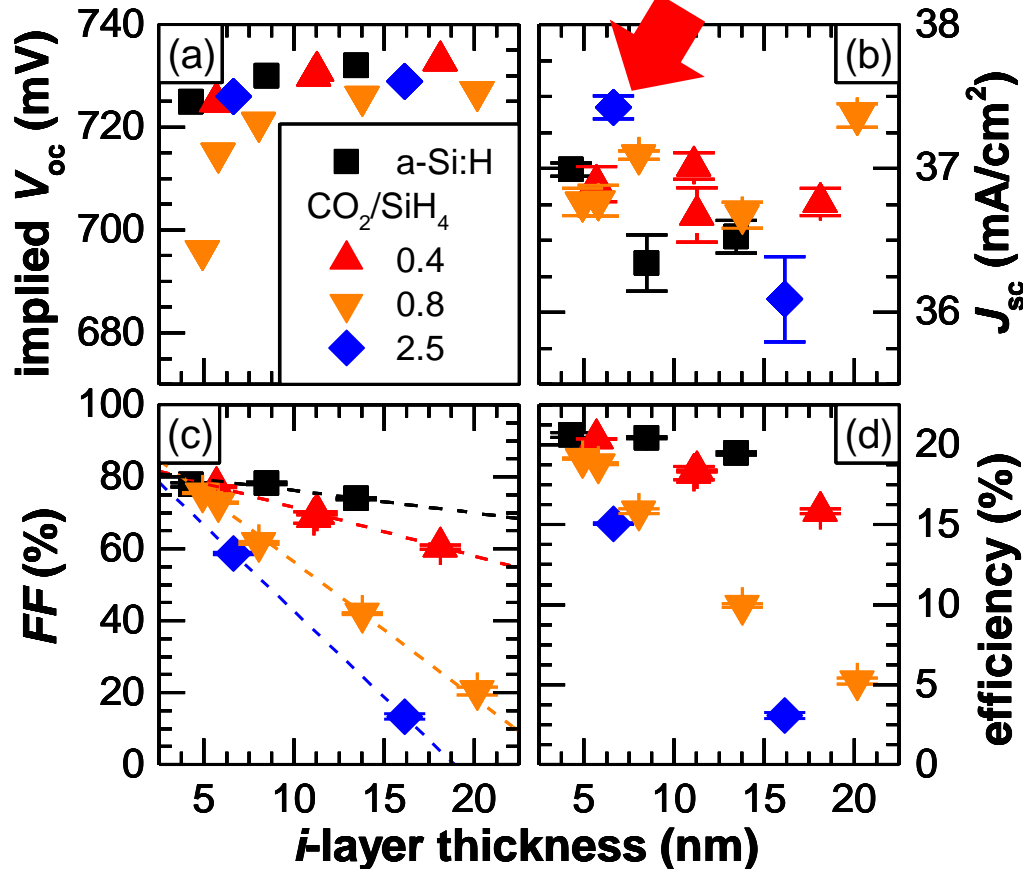 740
720
700
680
implied Voc (mV)
(a)
a-Si:H
CO2/SiH4
0.4
0.8
2.5
(b)
38
37
36
Jsc (mA/cm2)
100
80
60
40
20
0
FF (%)
(c)
(d)
20
15
10
5
0
efficiency (%)
5 10 15 20
5 10 15 20
i-layer thickness (nm)